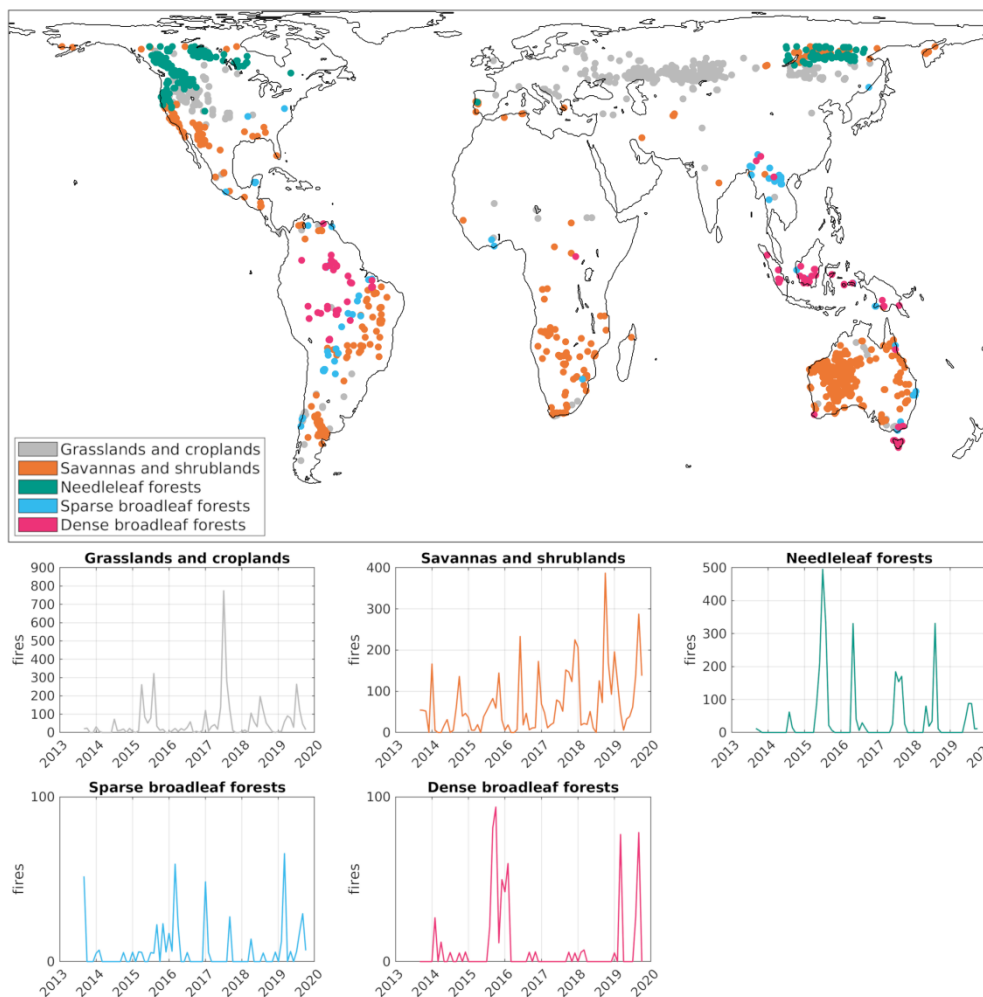 Grasslands and croplands
Savannas and shrublands
Needleleaf forests
Sparse broadleaf forests
Dense broadleaf forests
Grasslands and croplands
900
800
700
600
500
400
300
200
100
0
fires
2013 2014 2015 2016 2017 2018 2019 2020
Savannas and shrublands
400
300
200
100
0
fires
2013 2014 2015 2016 2017 2018 2019 2020
Needleleaf forests
500
400
300
200
100
0
fires
2013 2014 2015 2016 2017 2018 2019 2020
Sparse broadleaf forests
100
0
fires
2013 2014 2015 2016 2017 2018 2019 2020
Dense broadleaf forests
100
0
fires
2013 2014 2015 2016 2017 2018 2019 2020